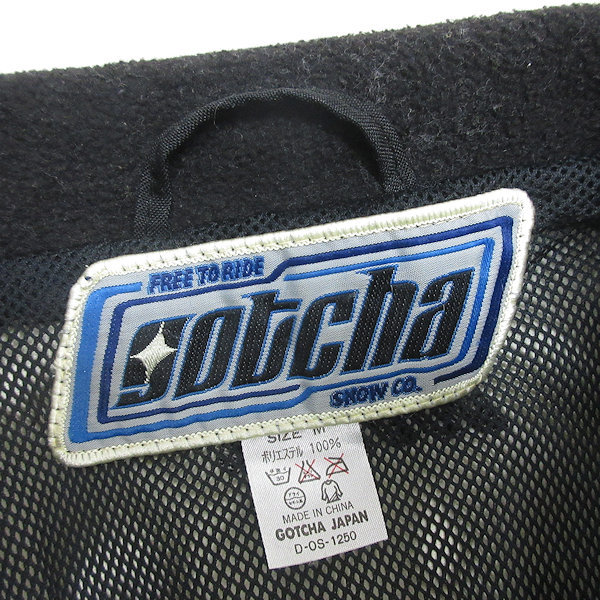 FREE TO RIDE
gotcha
SNOW CO.
SIZE M
ポリエステル 100%
MADE IN CHINA
GOTCHA JAPAN
D-OS-1250